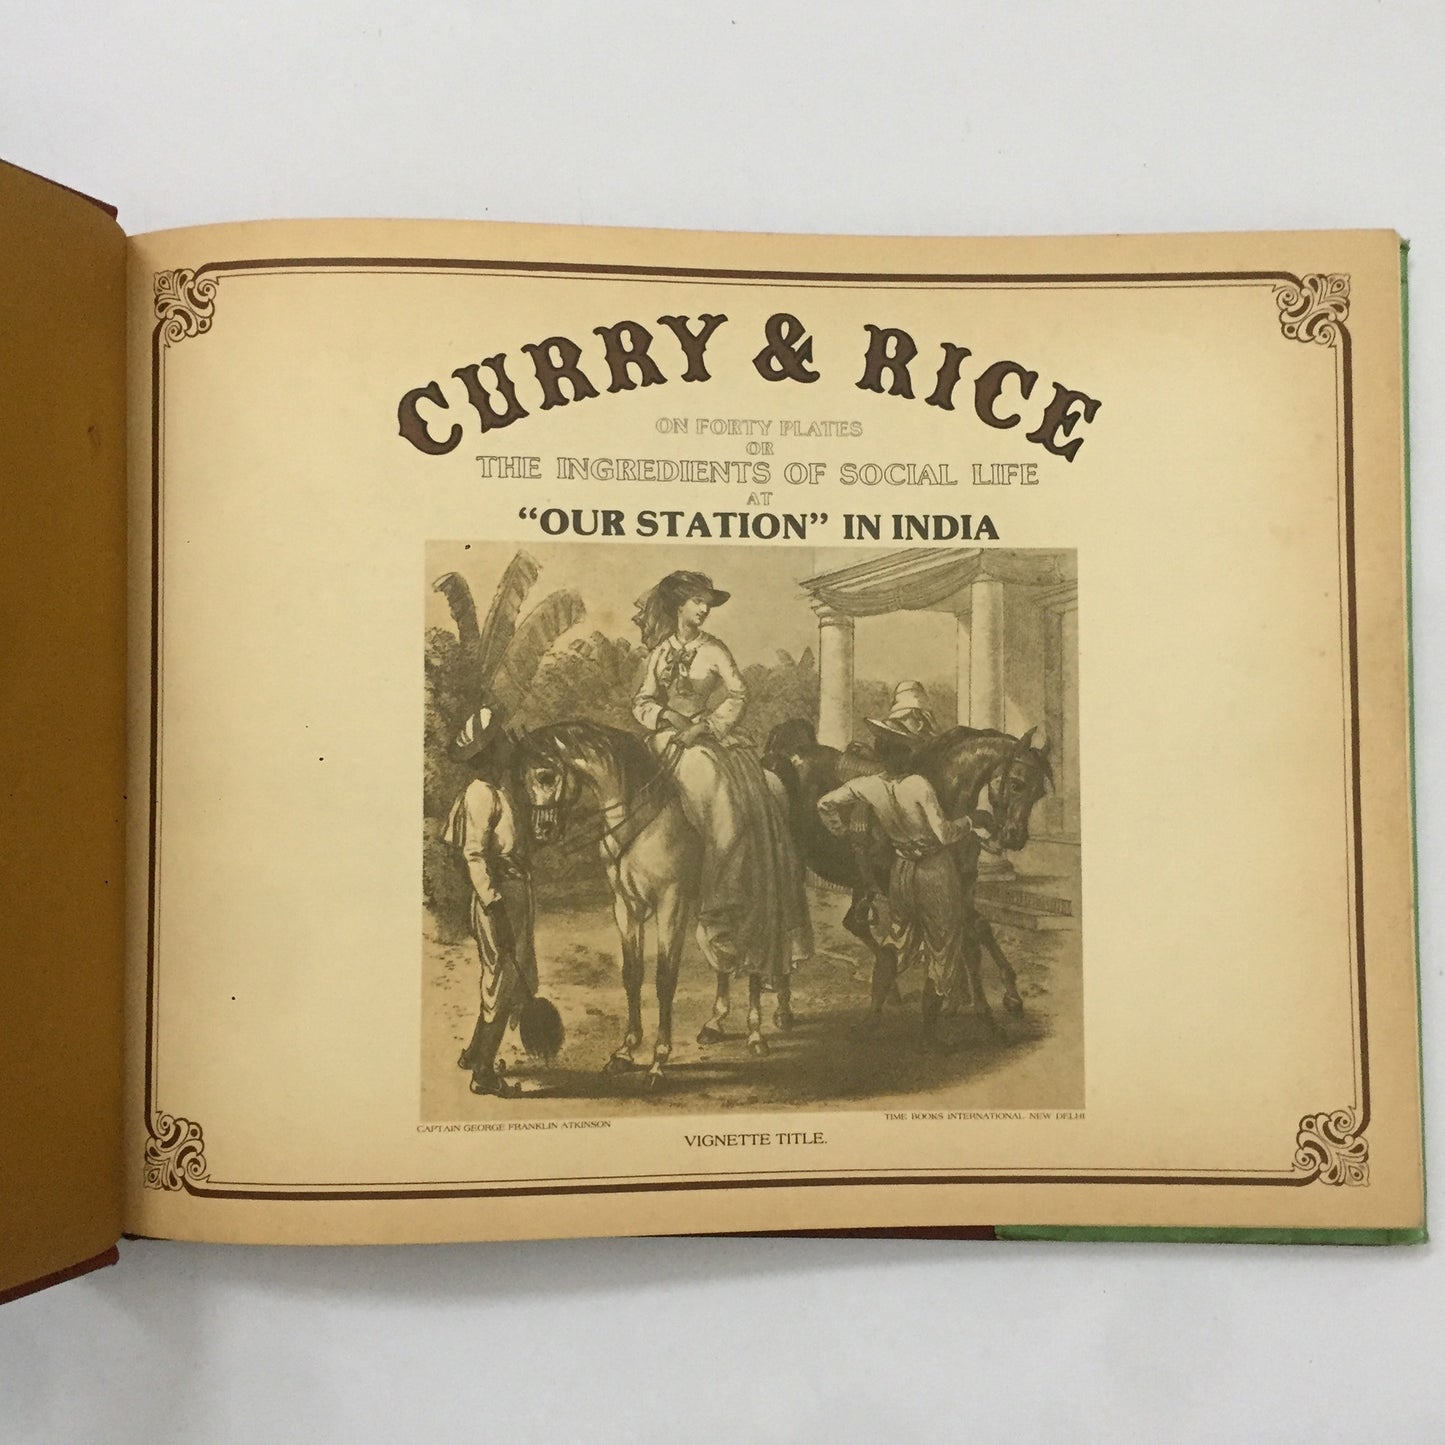 CURRY & RICE
ON FORTY PLATES
OR
THE INGREDIENTS OF SOCIAL LIFE
AT
“OUR STATION” IN INDIA
CAPTAIN GEORGE FRANKLIN ATKINSON
TIME BOOKS INTERNATIONAL NEW DELHI
VIGNETTE TITLE.